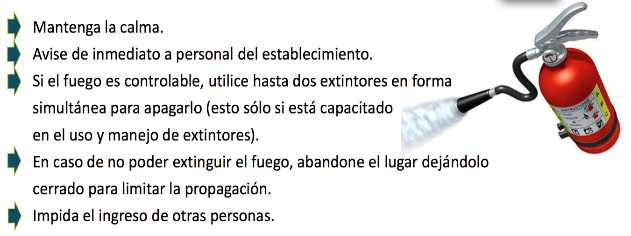 Mantenga la calma.
Avise de inmediato a personal del establecimiento.
Si el fuego es controlable, utilice hasta dos extintores en forma
simultánea para apagarlo (esto sólo si está capacitado
en el uso y manejo de extintores).
En caso de no poder extinguir el fuego, abandone el lugar dejándolo
cerrado para limitar la propagación.
Impida el ingreso de otras personas.